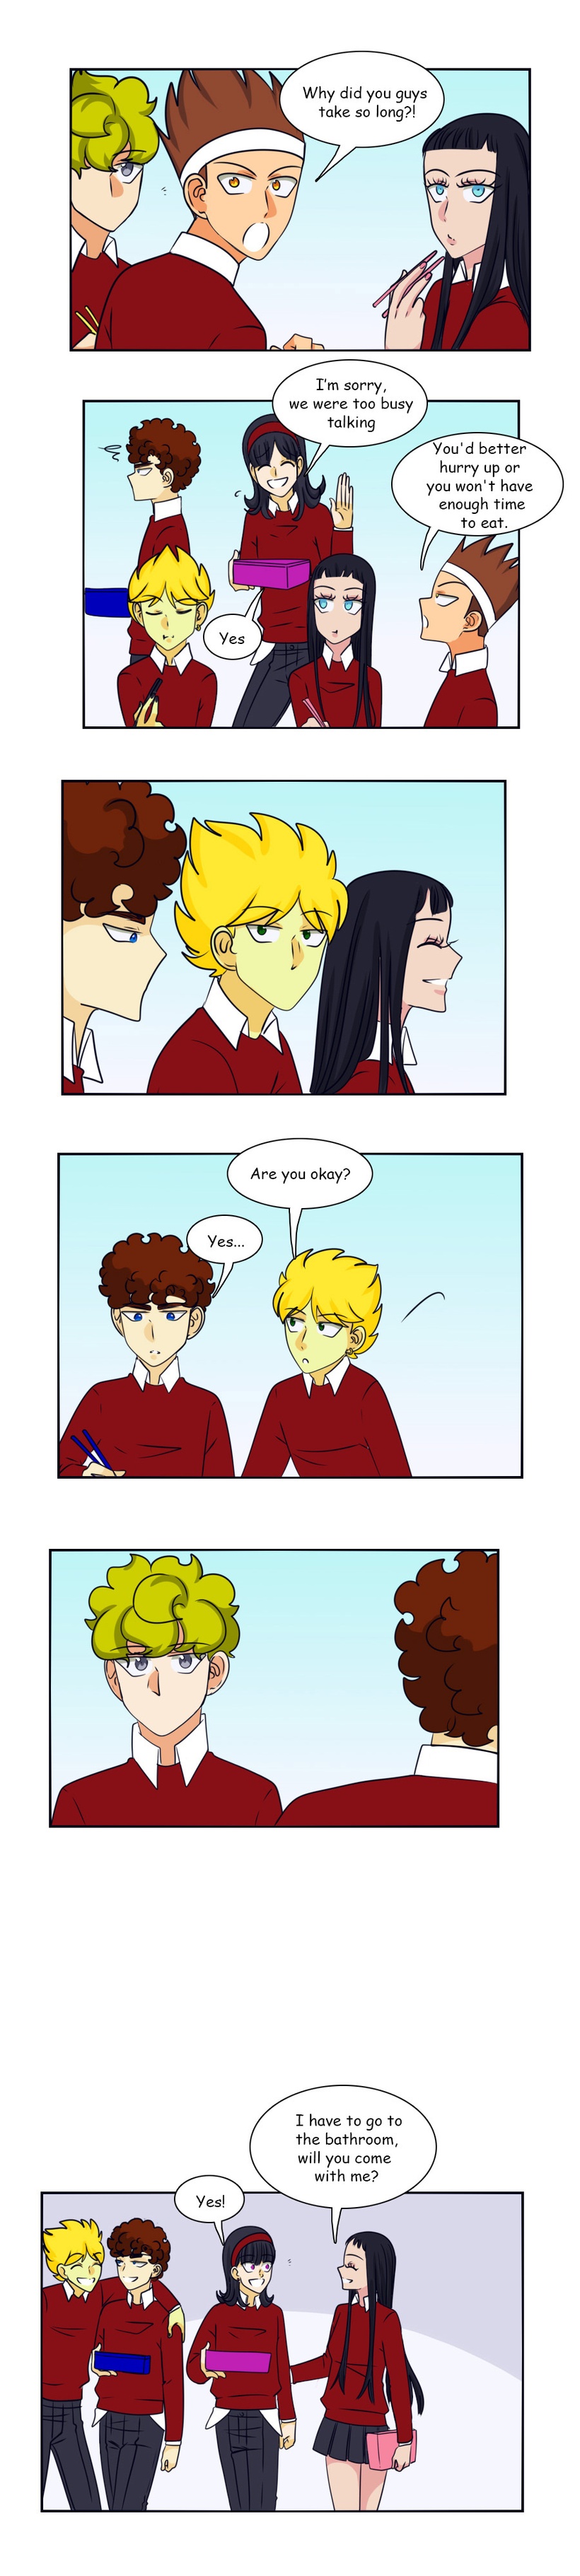 Why did you guys
take so long?!
I'm sorry,
we were too busy
talking
You'd better
hurry up or
you won't have
enough time
to eat.
Yes
Are you okay?
Yes...
I have to go to
the bathroom,
will you come
with me?
Yes!